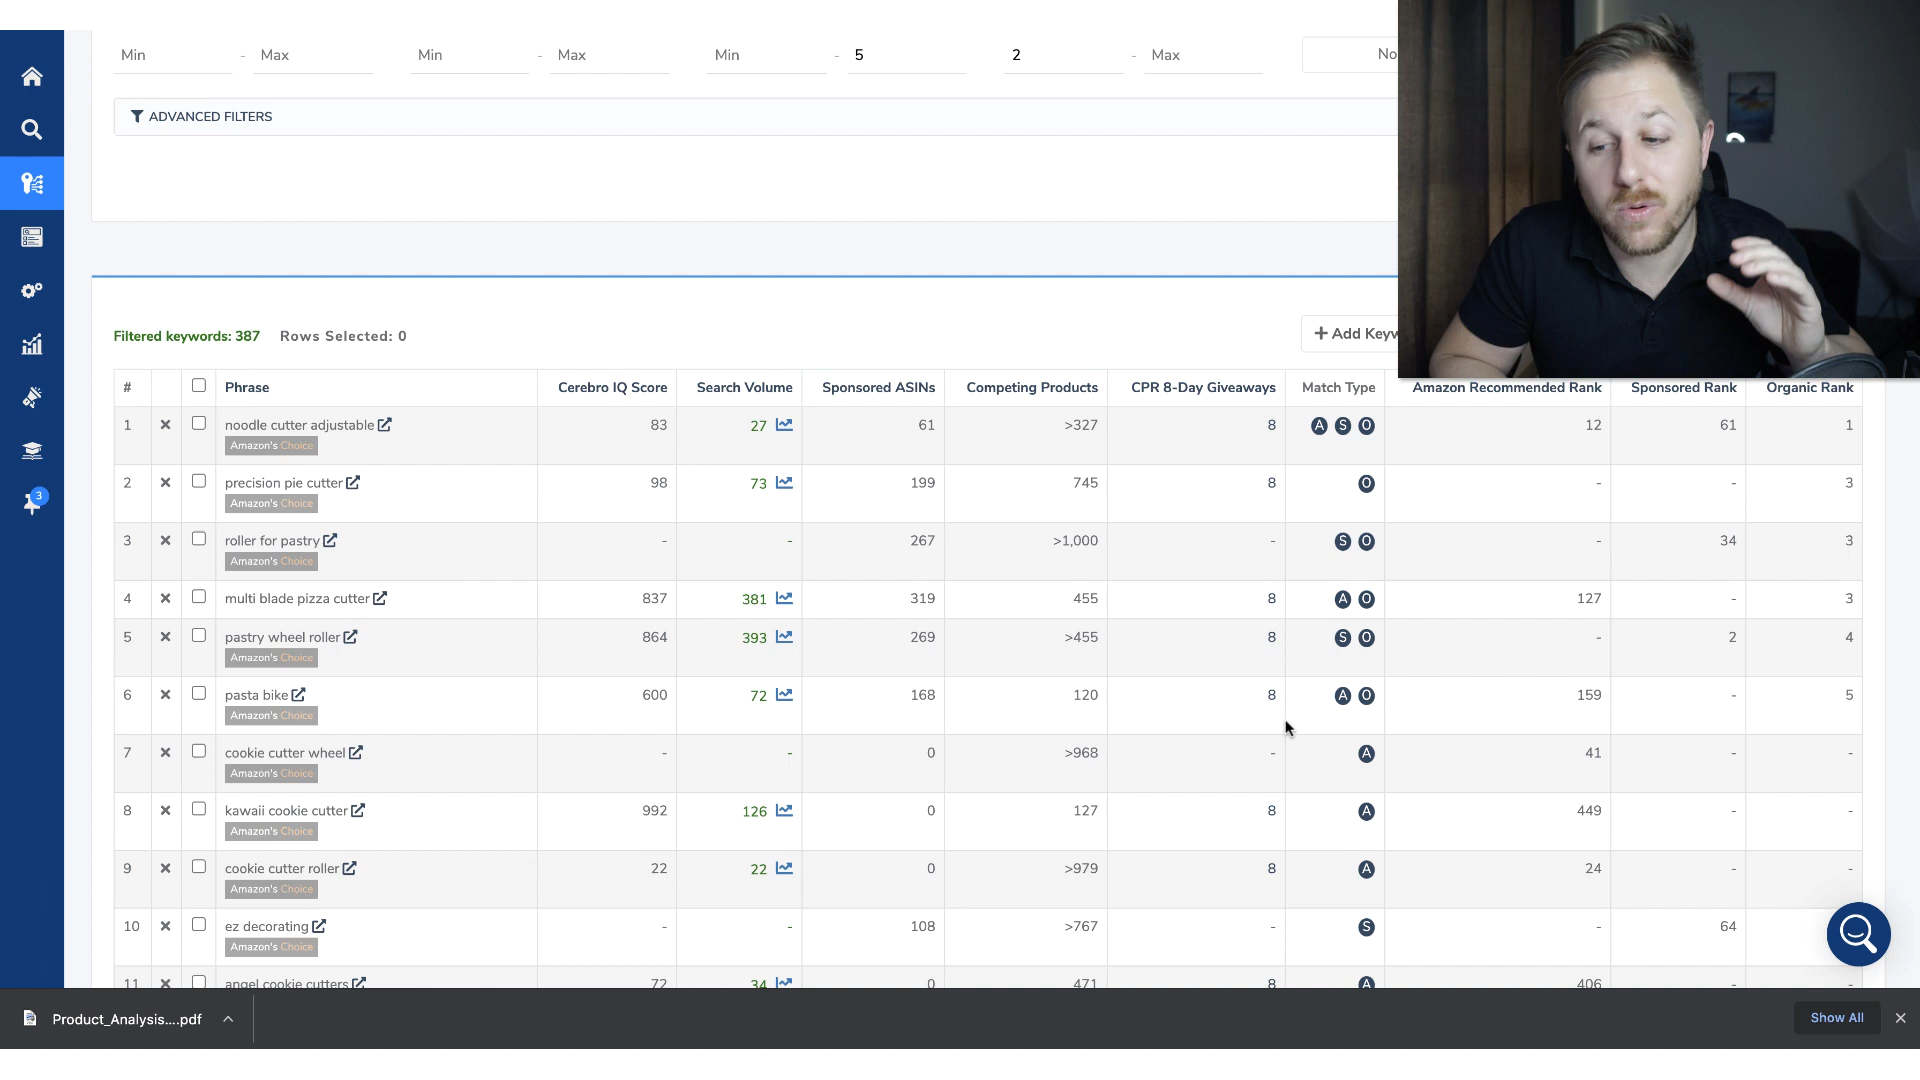 Min - Max Min - Max Min - 5 2 - Max No
ADVANCED FILTERS
Filtered keywords: 387 Rows Selected: 0
+ Add Keyw
# Phrase Cerebro IQ Score Search Volume Sponsored ASINs Competing Products CPR 8-Day Giveaways Match Type Amazon Recommended Rank Sponsored Rank Organic Rank
1 noodle cutter adjustable 83 27 61 >327 8 A S O 12 61 1
Amazon's Choice
2 precision pie cutter 98 73 199 745 8 O - - 3
Amazon's Choice
3 roller for pastry - - 267 >1,000 - S O - 34 3
Amazon's Choice
4 multi blade pizza cutter 837 381 319 455 8 A O 127 - 3
5 pastry wheel roller 864 393 269 >455 8 S O - 2 4
Amazon's Choice
3
6 pasta bike 600 72 168 120 8 A O 159 - 5
Amazon's Choice
7 cookie cutter wheel - - 0 >968 - A 41 - -
Amazon's Choice
8 kawaii cookie cutter 992 126 0 127 8 A 449 - -
Amazon's Choice
9 cookie cutter roller 22 22 0 >979 8 A 24 - -
Amazon's Choice
10 ez decorating - - 108 >767 - S - 64
Amazon's Choice
11 angel cookie cutters 72 34 0 471 8 A 406 - -
Product_Analysis....pdf Show All